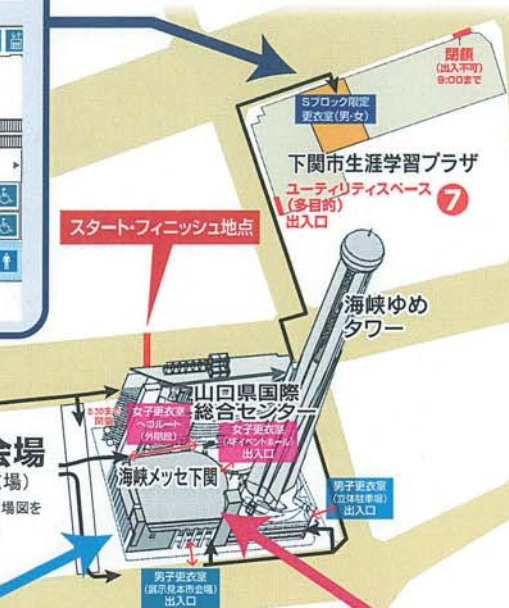 閉鎖
(出入不可)
9:00まで
Sブロック限定
更衣室(男・女)
下関市生涯学習プラザ
ユーティリティスペース
(多目的)
出入口
7
スタート・フィニッシュ地点
海峡ゆめ
タワー
山口県国際
総合センター
女子更衣室
へのルート
(外階段)
女子更衣室
(4Fイベントホール)
出入口
海峡メッセ下関
会場
場)
場図を
男子更衣室
(立体駐車場)
出入口
男子更衣室
(展示見本市会場)
出入口